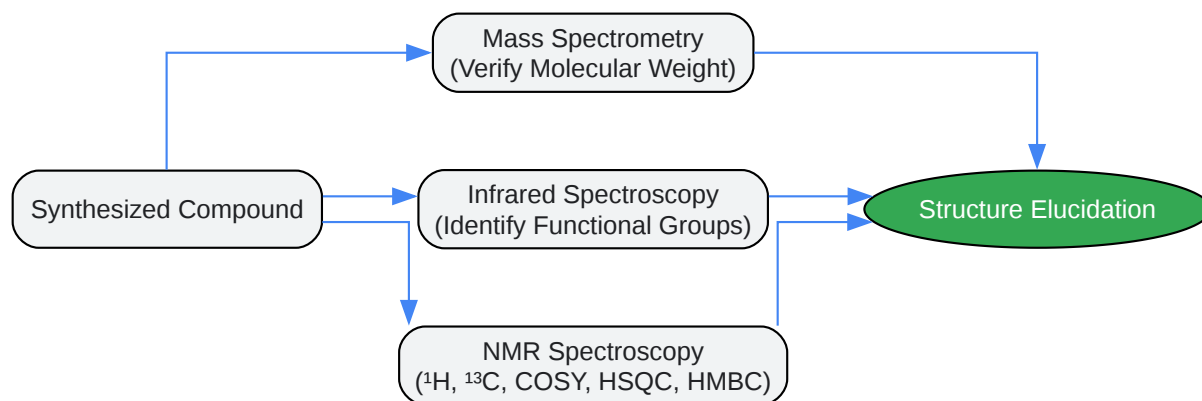 Mass Spectrometry
(Verify Molecular Weight)
Synthesized Compound
Infrared Spectroscopy
(Identify Functional Groups)
Structure Elucidation
NMR Spectroscopy
(¹H, ¹³C, COSY, HSQC, HMBC)